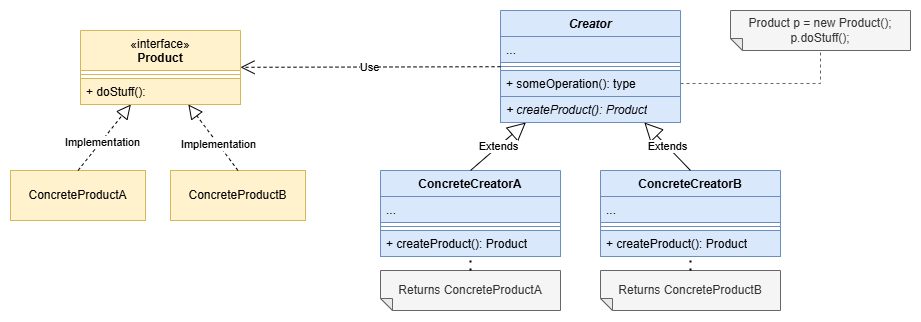 «interface»
Product
+ doStuff():
Implementation
Implementation
ConcreteProductA
ConcreteProductB
Use
Creator
...
+ someOperation(): type
+ createProduct(): Product
Product p = new Product();
p.doStuff();
Extends
Extends
ConcreteCreatorA
...
+ createProduct(): Product
Returns ConcreteProductA
ConcreteCreatorB
...
+ createProduct(): Product
Returns ConcreteProductB